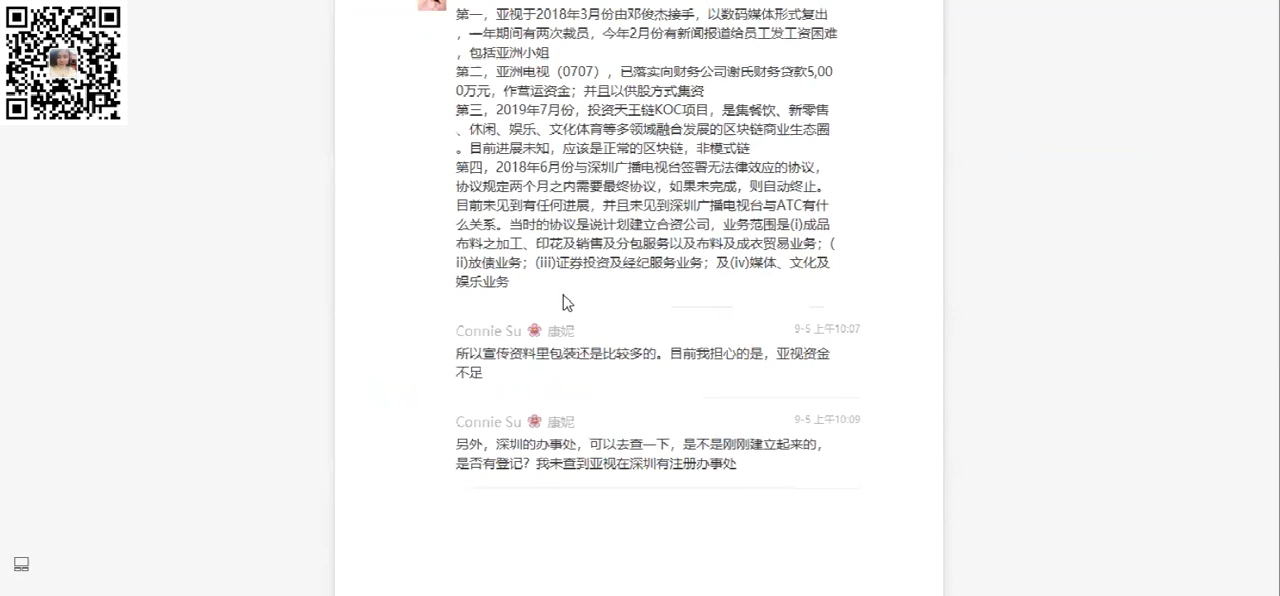 第一，亚视于2018年3月份由邓俊杰接手，以数码媒体形式复出
，一年期间有两次裁员，今年2月份有新闻报道给员工发工资困难
，包括亚洲小姐
第二，亚洲电视（0707），已落实向财务公司谢氏财务贷款5,00
0万元，作营运资金；并且以供股方式集资
第三，2019年7月份，投资天王链KOC项目，是集餐饮、新零售
、休闲、娱乐、文化体育等多领域融合发展的区块链商业生态圈
。目前进展未知，应该是正常的区块链，非模式链
第四，2018年6月份与深圳广播电视台签署无法律效应的协议，
协议规定两个月之内需要最终协议，如果未完成，则自动终止。
目前未见到有任何进展，并且未见到深圳广播电视台与ATC有什
么关系。当时的协议是说计划建立合资公司，业务范围是(i)成品
布料之加工、印花及销售及分包服务以及布料及成衣贸易业务；(
ii)放债业务；(iii)证券投资及经纪服务业务；及(iv)媒体、文化及
娱乐业务
Connie Su 康妮 9-5 上午10:07
所以宣传资料里包装还是比较多的。目前我担心的是，亚视资金
不足
Connie Su 康妮 9-5 上午10:09
另外，深圳的办事处，可以去查一下，是不是刚刚建立起来的，
是否有登记？我未查到亚视在深圳有注册办事处